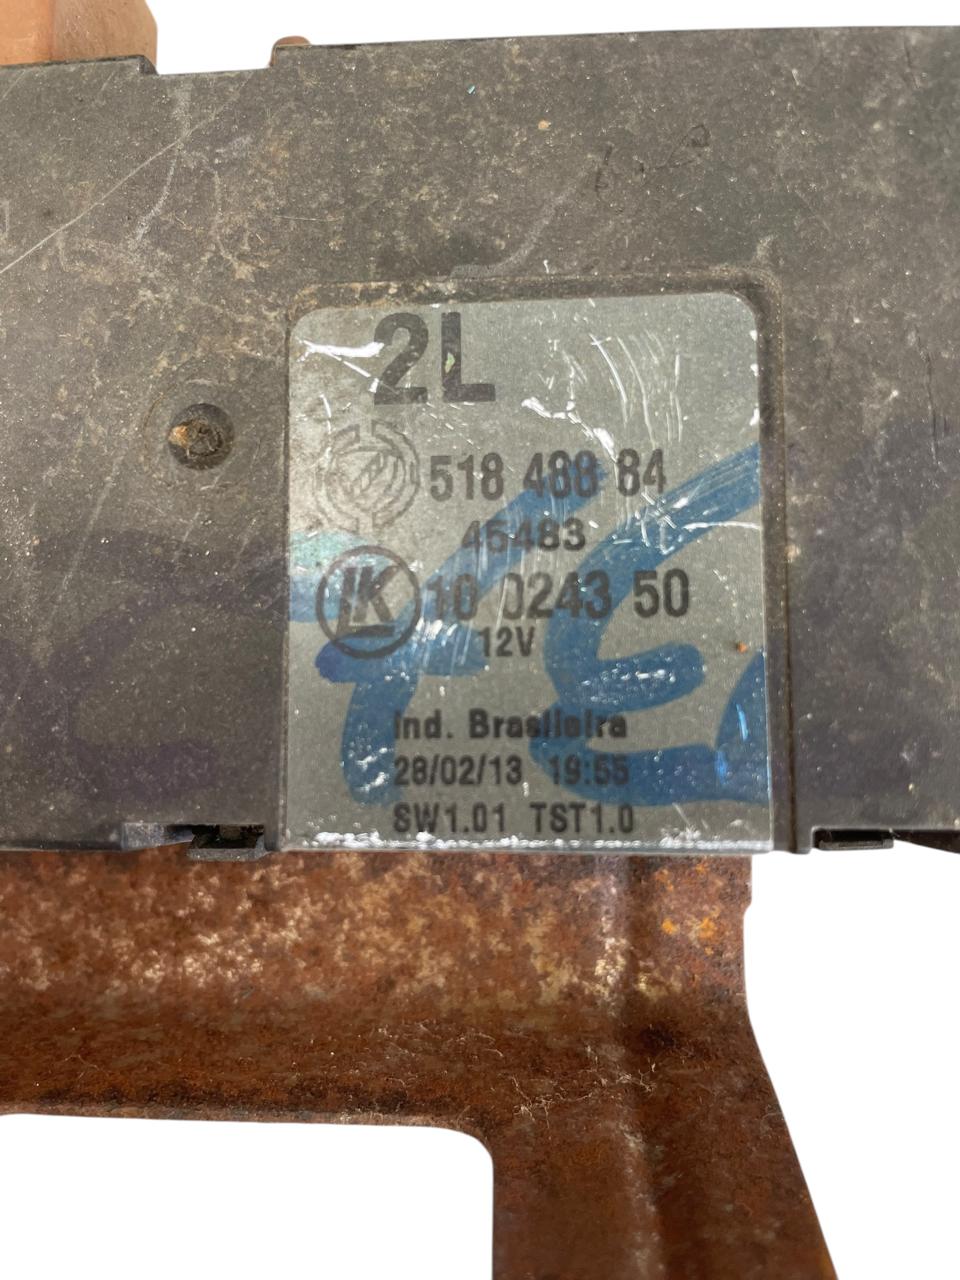 2L
518 488 84
45483
LK 10 0243 50
12V
Ind. Brasileira
28/02/13 19:55
SW1.01 TST1.0